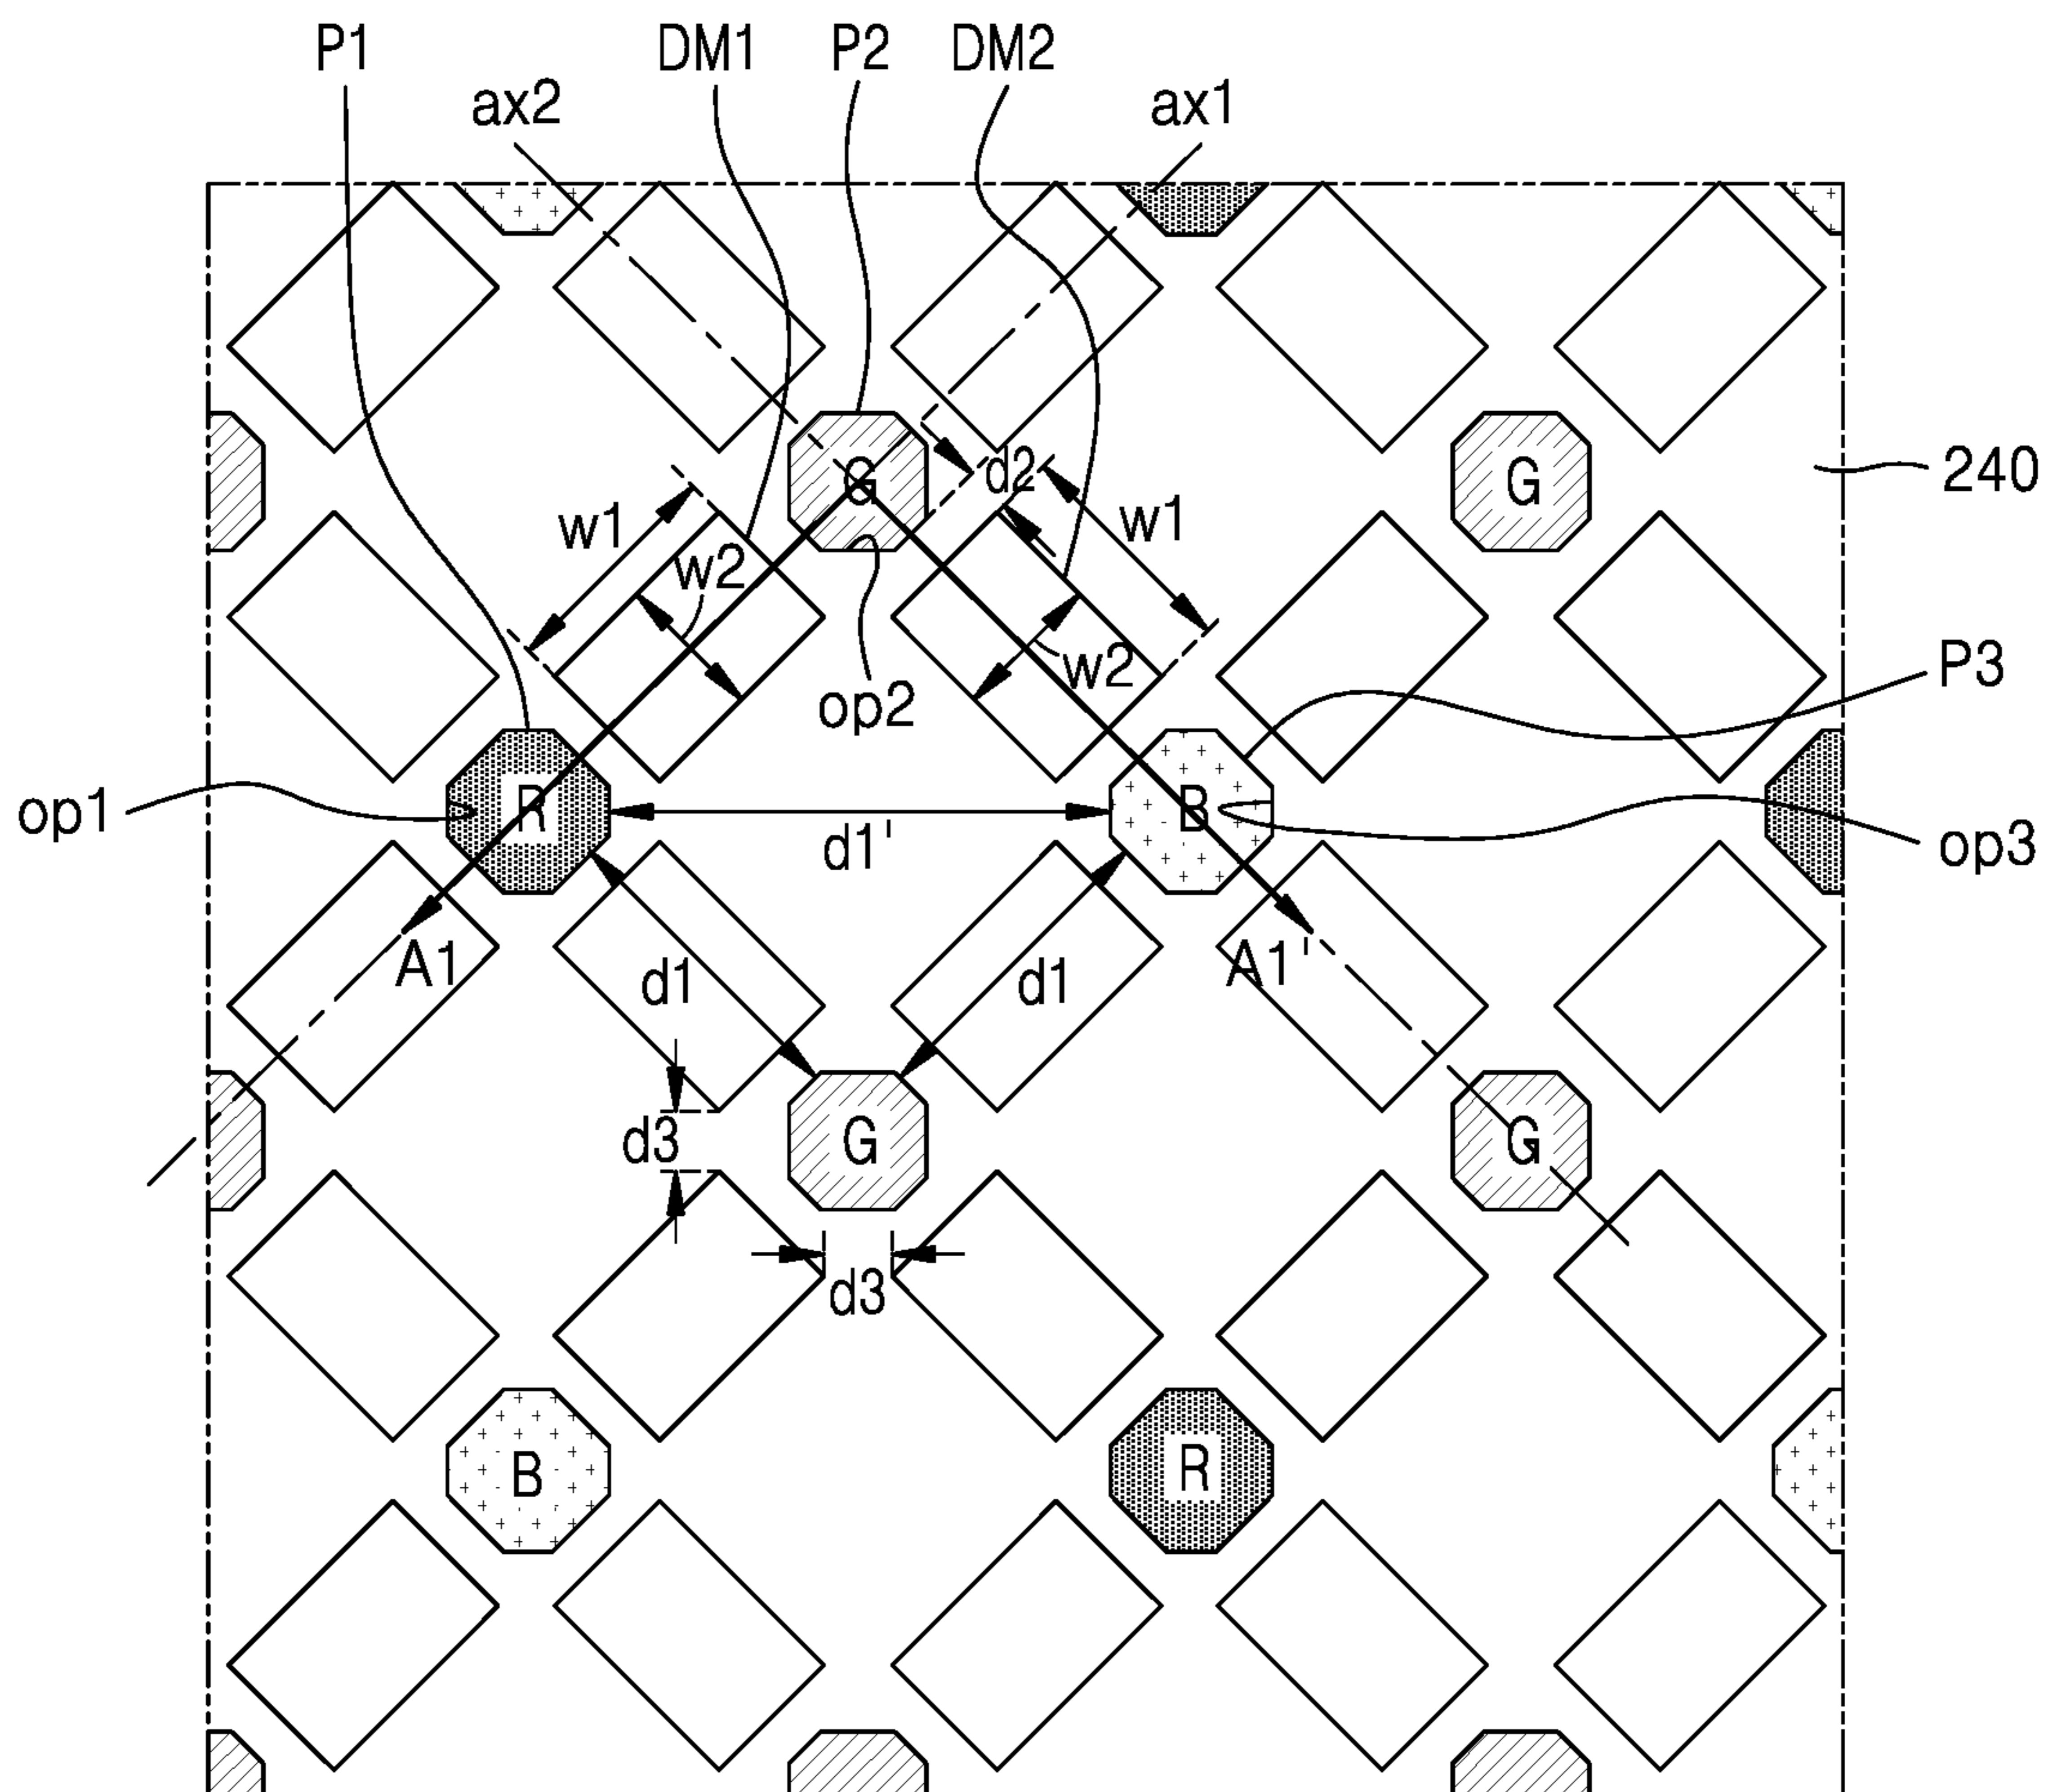 P1 DM1 P2 DM2
ax2 ax1
G d2 G 240
w1 w1
w2
w2 P3
op2
op1 R B op3
d1'
A1 d1 d1 A1'
d3 G G
d3
B R